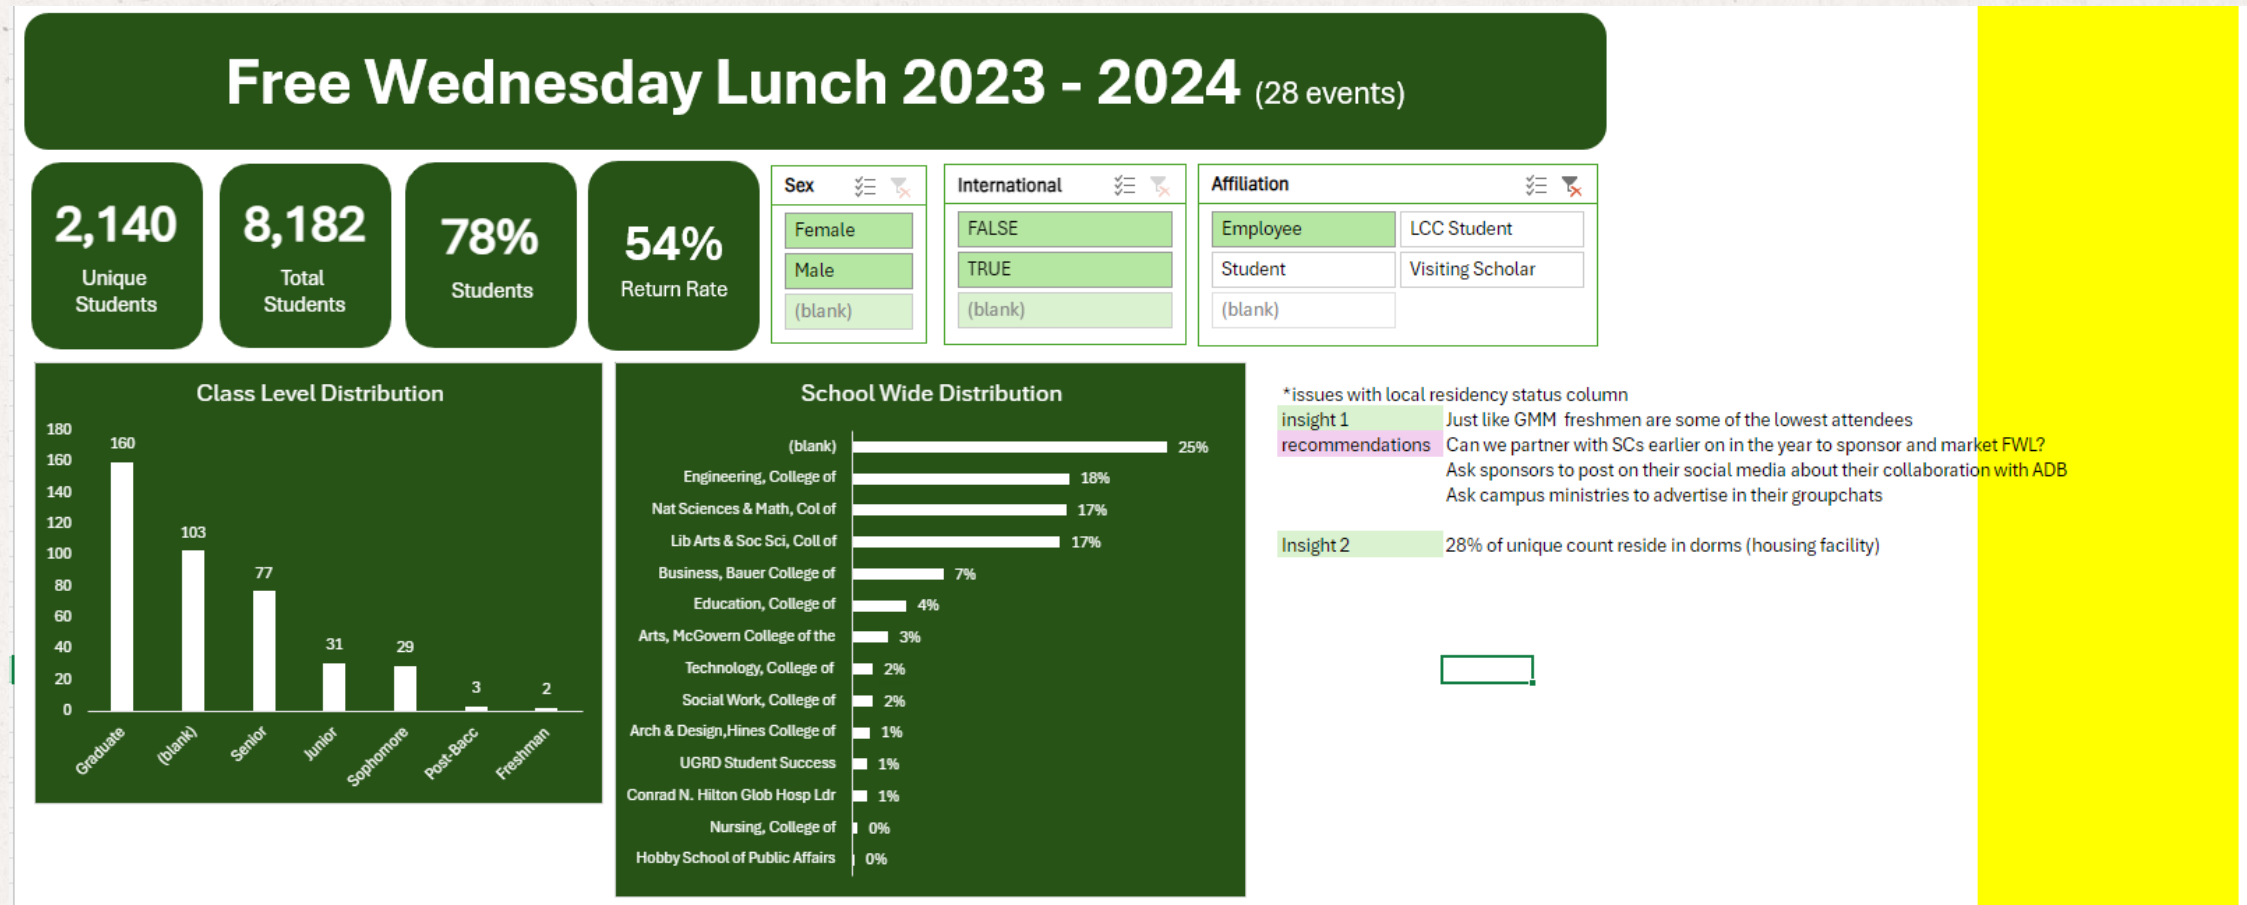 Free Wednesday Lunch 2023 - 2024 (28 events)
2,140
Unique
Students
8,182
Total
Students
78%
Students
54%
Return Rate
Sex
Female
Male
(blank)
International
FALSE
TRUE
(blank)
Affiliation
Employee
LCC Student
Student
Visiting Scholar
(blank)
Class Level Distribution
180
160
140
120
100
80
60
40
20
0
160
103
77
31
29
3
2
Graduate
(blank)
Senior
Junior
Sophomore
Post-Bacc
Freshman
School Wide Distribution
(blank) 25%
Engineering, College of 18%
Nat Sciences & Math, Col of 17%
Lib Arts & Soc Sci, Coll of 17%
Business, Bauer College of 7%
Education, College of 4%
Arts, McGovern College of the 3%
Technology, College of 2%
Social Work, College of 2%
Arch & Design,Hines College of 1%
UGRD Student Success 1%
Conrad N. Hilton Glob Hosp Ldr 1%
Nursing, College of 0%
Hobby School of Public Affairs 0%
*issues with local residency status column
insight 1 Just like GMM freshmen are some of the lowest attendees
recommendations Can we partner with SCs earlier on in the year to sponsor and market FWL?
Ask sponsors to post on their social media about their collaboration with ADB
Ask campus ministries to advertise in their groupchats
Insight 2 28% of unique count reside in dorms (housing facility)